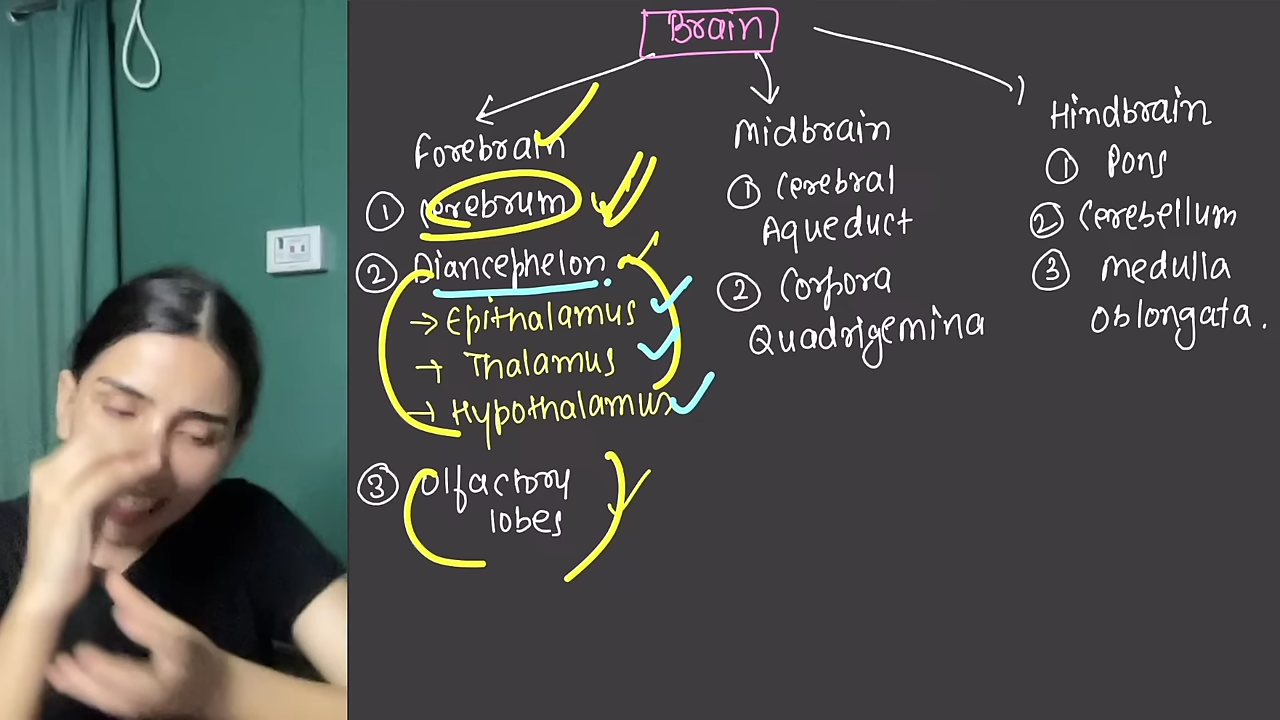 Brain
Forebrain
① Cerebrum
② Diancephelon
→ Epithalamus
→ Thalamus
→ Hypothalamus
③ Olfactory
lobes
Midbrain
① Cerebral
Aqueduct
② Corpora
Quadrigemina
Hindbrain
① Pons
② Cerebellum
③ Medulla
Oblongata.